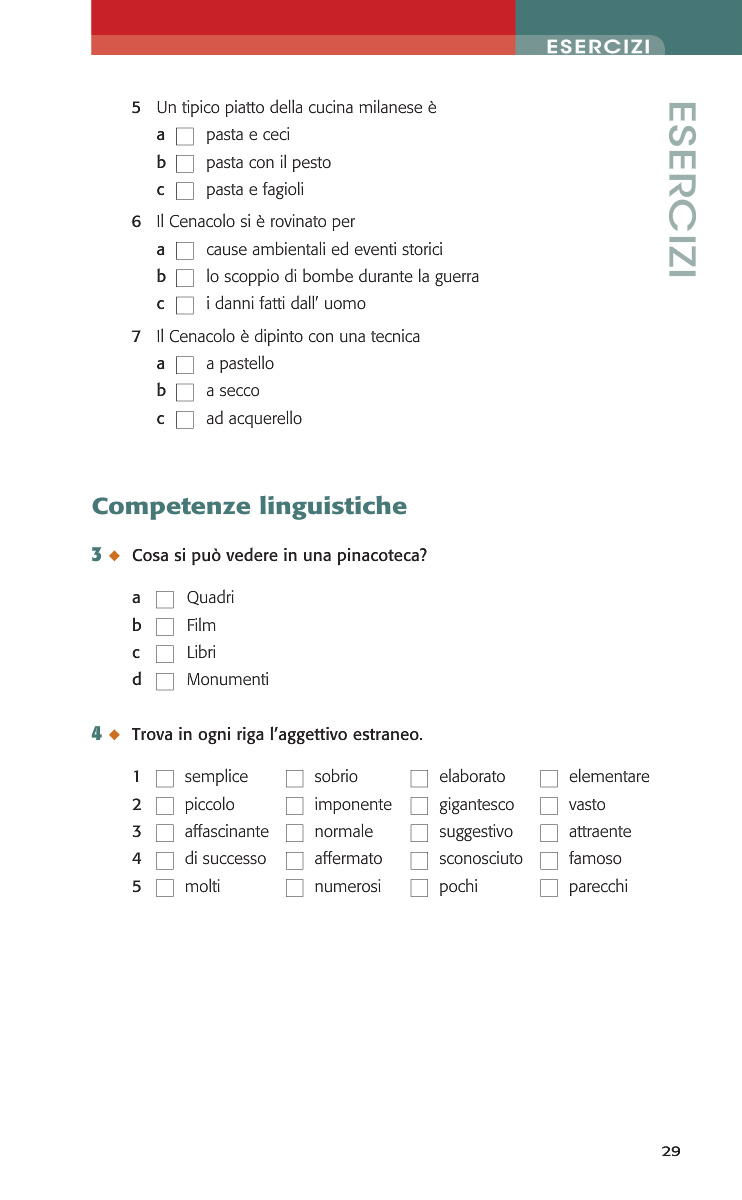 ESERCIZI
ESERCIZI
5 Un tipico piatto della cucina milanese è
a pasta e ceci
b pasta con il pesto
c pasta e fagioli
6 Il Cenacolo si è rovinato per
a cause ambientali ed eventi storici
b lo scoppio di bombe durante la guerra
c i danni fatti dall' uomo
7 Il Cenacolo è dipinto con una tecnica
a a pastello
b a secco
c ad acquerello
Competenze linguistiche
3 ◆ Cosa si può vedere in una pinacoteca?
a Quadri
b Film
c Libri
d Monumenti
4 ◆ Trova in ogni riga l'aggettivo estraneo.
1 semplice sobrio elaborato elementare
2 piccolo imponente gigantesco vasto
3 affascinante normale suggestivo attraente
4 di successo affermato sconosciuto famoso
5 molti numerosi pochi parecchi
29